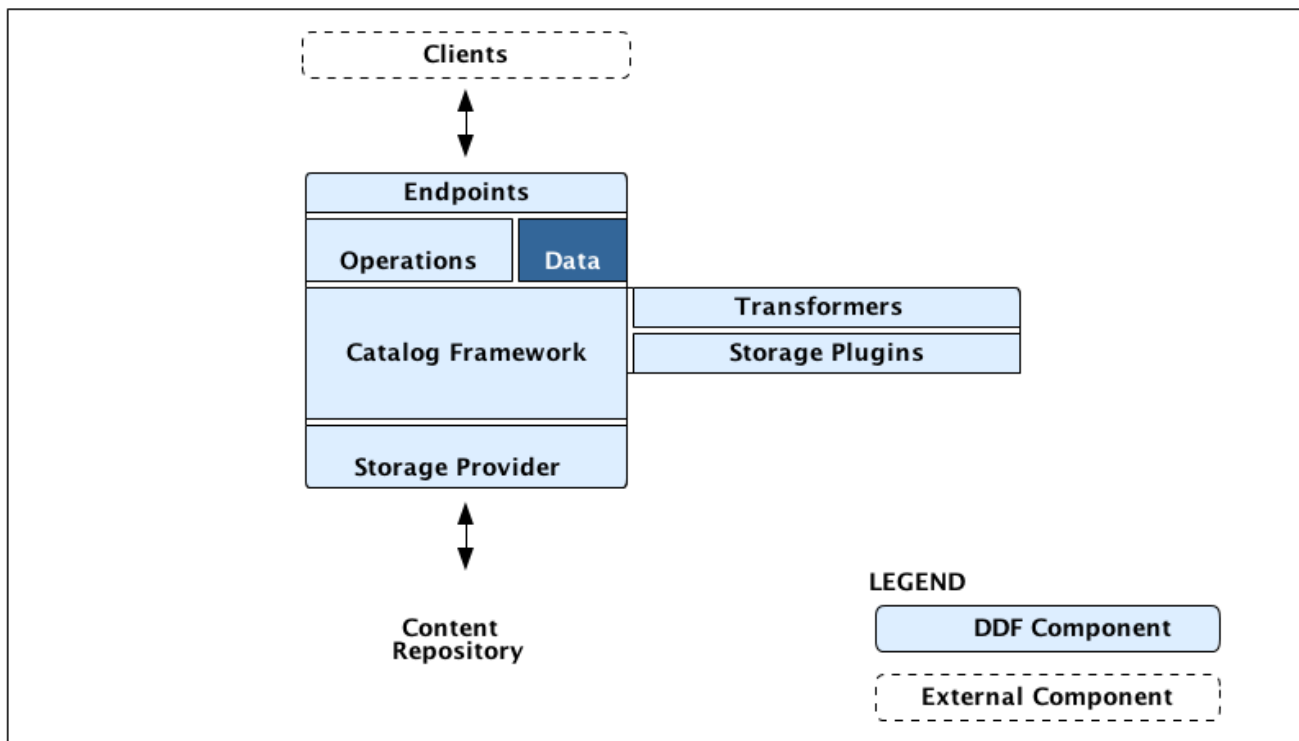 Clients
Endpoints
Operations
Data
Transformers
Catalog Framework
Storage Plugins
Storage Provider
Content
Repository
LEGEND
DDF Component
External Component